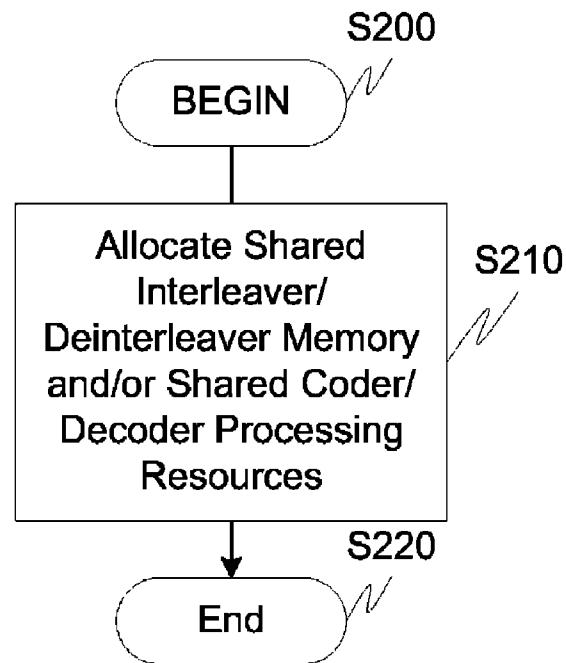 S200
BEGIN
Allocate Shared
Interleaver/
Deinterleaver Memory
and/or Shared Coder/
Decoder Processing
Resources
S210
S220
End